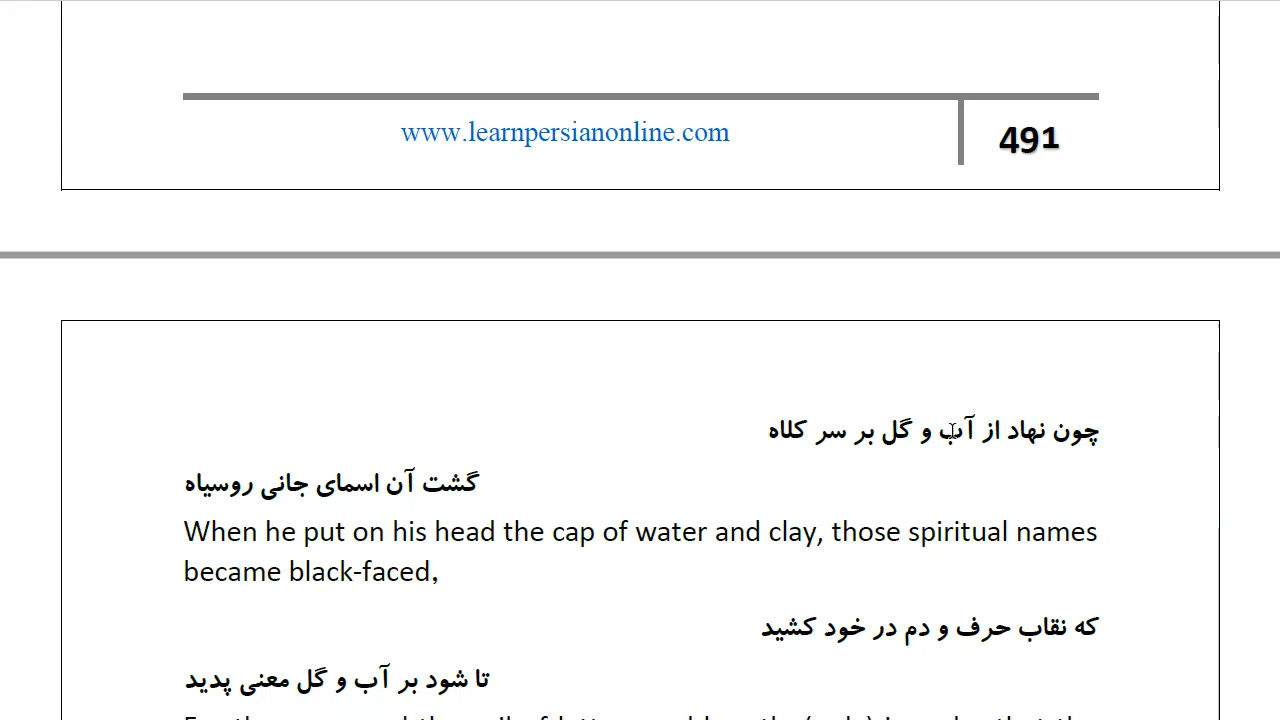 www.learnpersianonline.com
491
چون نهاد از آب و گل بر سر کلاه
گشت آن اسمای جانی روسیاه
When he put on his head the cap of water and clay, those spiritual names
became black-faced,
که نقاب حرف و دم در خود کشید
تا شود بر آب و گل معنی پدید